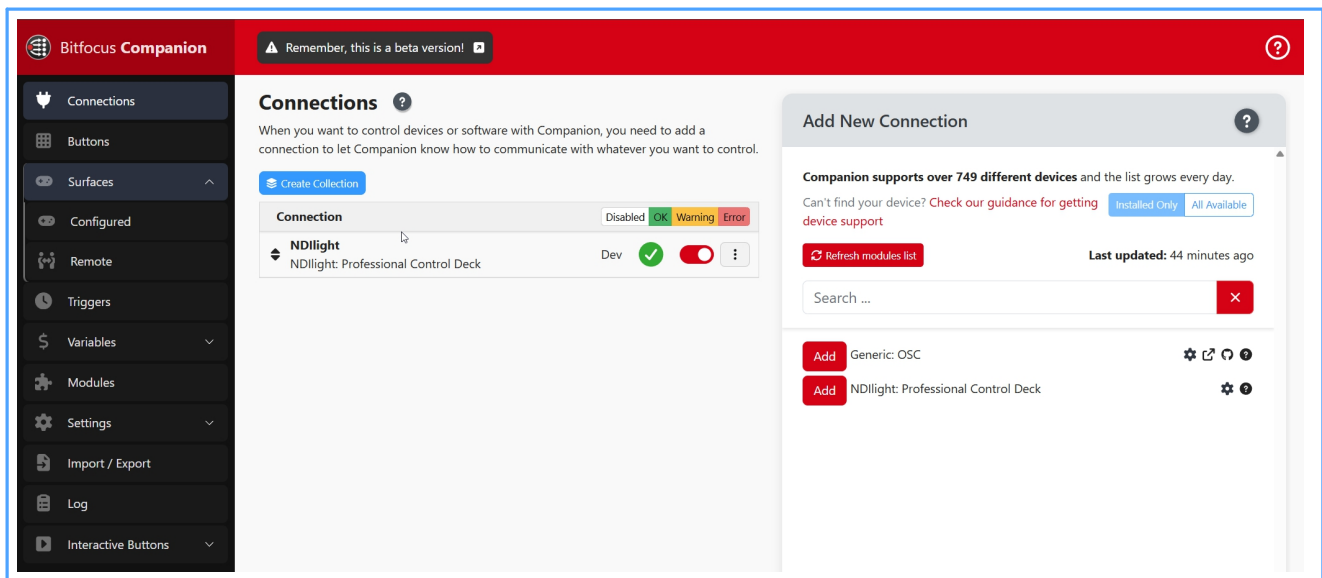 Bitfocus Companion
Remember, this is a beta version!
Connections
Buttons
Surfaces
Configured
Remote
Triggers
Variables
Modules
Settings
Import / Export
Log
Interactive Buttons
Connections
When you want to control devices or software with Companion, you need to add a
connection to let Companion know how to communicate with whatever you want to control.
Create Collection
Connection Disabled OK Warning Error
NDIlight
NDIlight: Professional Control Deck
Dev
Add New Connection
Companion supports over 749 different devices and the list grows every day.
Can't find your device? Check our guidance for getting
device support
Installed Only All Available
Refresh modules list Last updated: 44 minutes ago
Search ...
Add Generic: OSC
Add NDIlight: Professional Control Deck